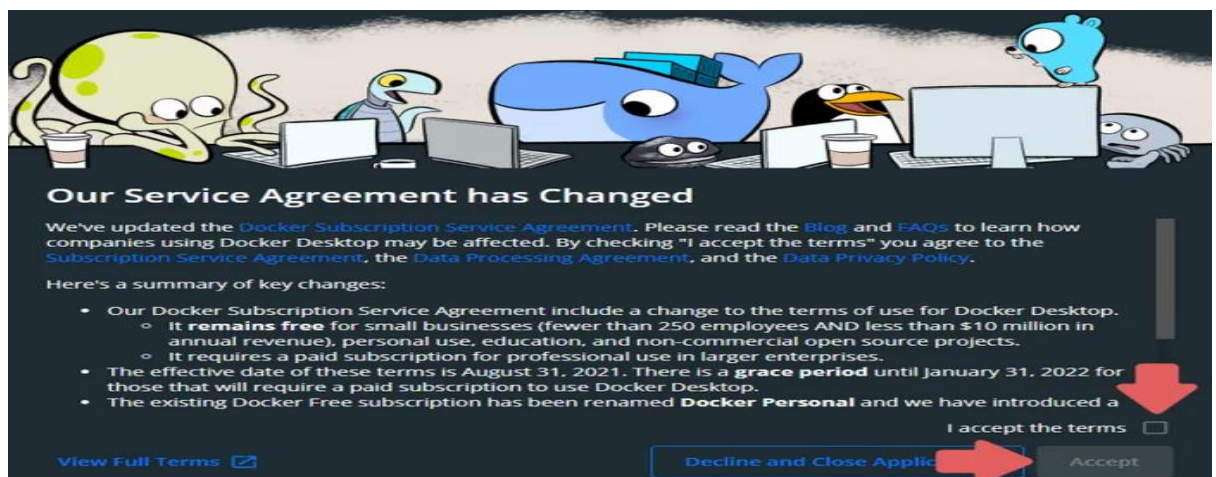 Our Service Agreement has Changed
We've updated the Docker Subscription Service Agreement. Please read the Blog and FAQs to learn how
companies using Docker Desktop may be affected. By checking "I accept the terms" you agree to the
Subscription Service Agreement, the Data Processing Agreement, and the Data Privacy Policy.
Here's a summary of key changes:
• Our Docker Subscription Service Agreement include a change to the terms of use for Docker Desktop.
◦ It remains free for small businesses (fewer than 250 employees AND less than $10 million in
annual revenue), personal use, education, and non-commercial open source projects.
◦ It requires a paid subscription for professional use in larger enterprises.
• The effective date of these terms is August 31, 2021. There is a grace period until January 31, 2022 for
those that will require a paid subscription to use Docker Desktop.
• The existing Docker Free subscription has been renamed Docker Personal and we have introduced a
I accept the terms
View Full Terms
Decline and Close Applic
Accept